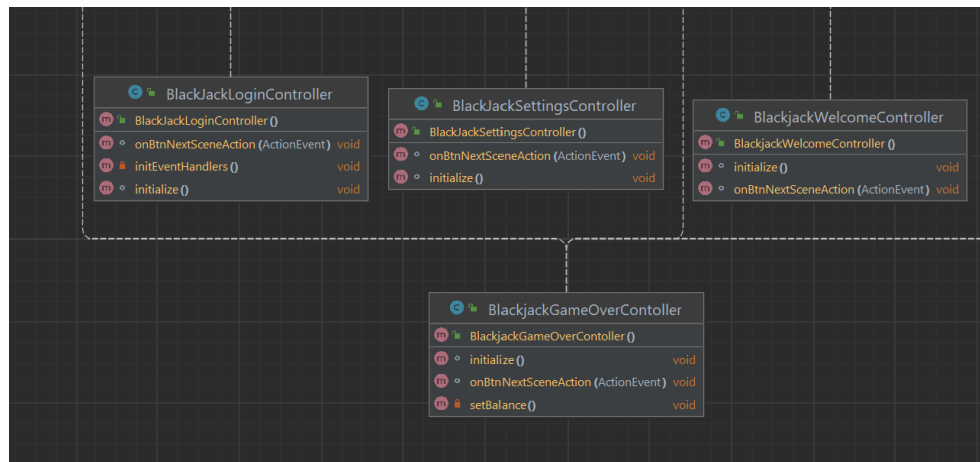 BlackJackLoginController
BlackJackLoginController()
onBtnNextSceneAction(ActionEvent) void
initEventHandlers() void
initialize() void
BlackJackSettingsController
BlackJackSettingsController()
onBtnNextSceneAction(ActionEvent) void
initialize() void
BlackjackWelcomeController
BlackjackWelcomeController()
initialize() void
onBtnNextSceneAction(ActionEvent) void
BlackjackGameOverContoller
BlackjackGameOverContoller()
initialize() void
onBtnNextSceneAction(ActionEvent) void
setBalance() void